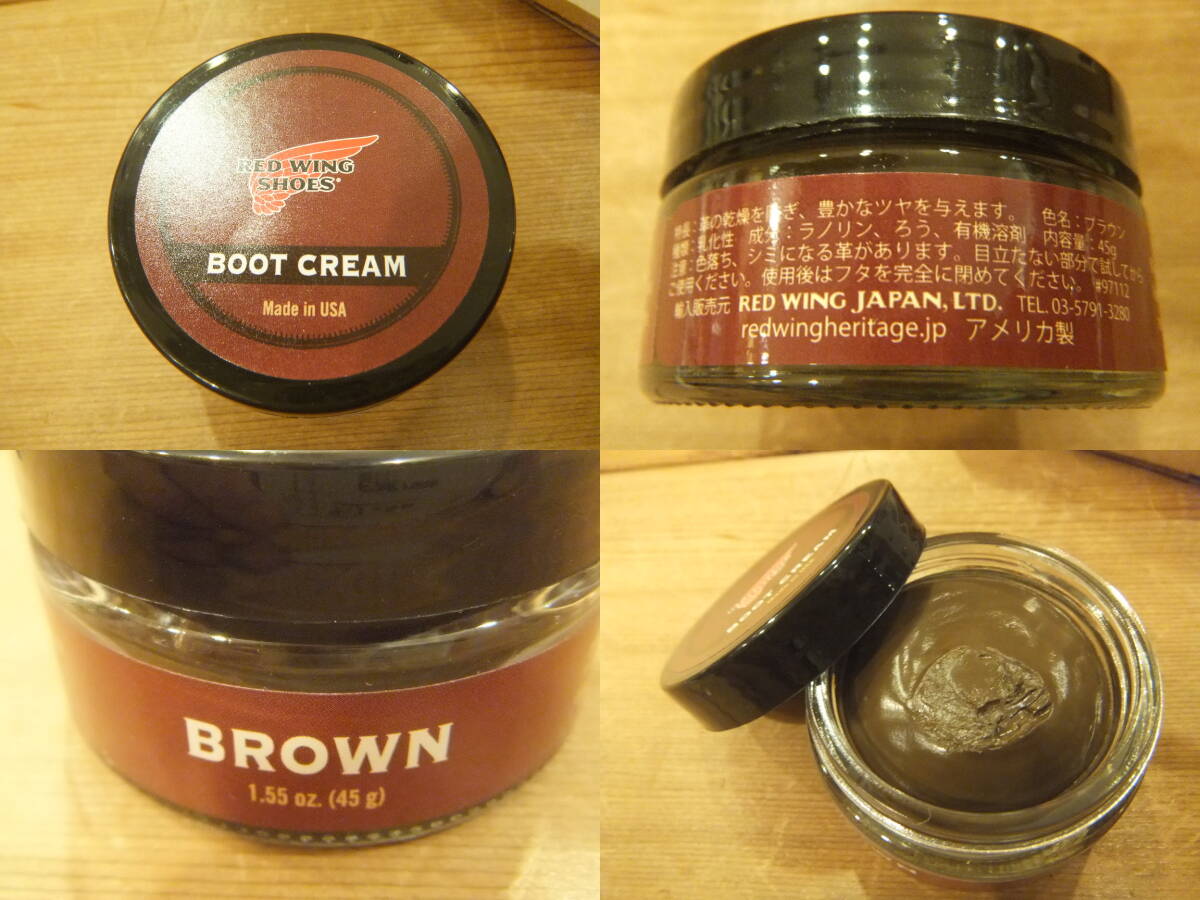 RED WING
SHOES®
BOOT CREAM
Made in USA
特長：革の乾燥を防ぎ、豊かなツヤを与えます。 色名：ブラウン
種類：乳化性 成分：ラノリン、ろう、有機溶剤 内容量：45g
注意：色落ち、シミになる革があります。目立たない部分で試してから
ご使用ください。使用後はフタを完全に閉めてください。 #97112
輸入販売元 RED WING JAPAN, LTD. TEL. 03-5791-3280
redwingheritage.jp アメリカ製
BROWN
1.55 oz. (45 g)
BOOT CREAM